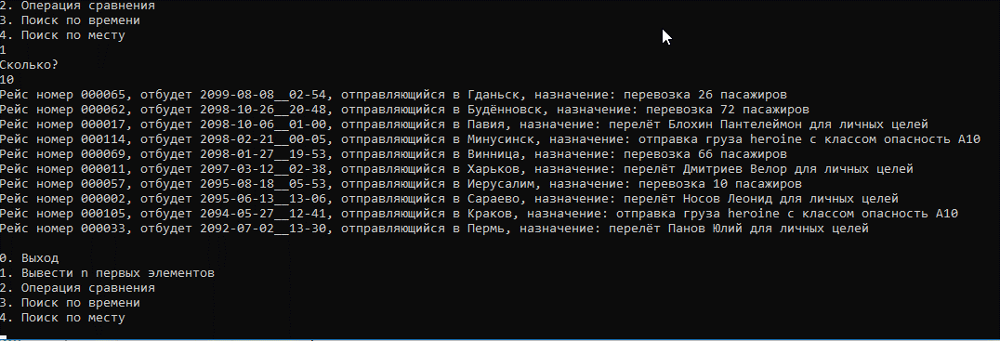 2. Операция сравнения
3. Поиск по времени
4. Поиск по месту
1
Сколько?
10
Рейс номер 000065, отбудет 2099-08-08__02-54, отправляющийся в Гданьск, назначение: перевозка 26 пасажиров
Рейс номер 000062, отбудет 2098-10-26__20-48, отправляющийся в Будённовск, назначение: перевозка 72 пасажиров
Рейс номер 000017, отбудет 2098-10-06__01-00, отправляющийся в Павия, назначение: перелёт Блохин Пантелеймон для личных целей
Рейс номер 000114, отбудет 2098-02-21__00-05, отправляющийся в Минусинск, назначение: отправка груза heroine с классом опасность A10
Рейс номер 000069, отбудет 2098-01-27__19-53, отправляющийся в Винница, назначение: перевозка 66 пасажиров
Рейс номер 000011, отбудет 2097-03-12__02-38, отправляющийся в Харьков, назначение: перелёт Дмитриев Велор для личных целей
Рейс номер 000057, отбудет 2095-08-18__05-53, отправляющийся в Иерусалим, назначение: перевозка 10 пасажиров
Рейс номер 000002, отбудет 2095-06-13__13-06, отправляющийся в Сараево, назначение: перелёт Носов Леонид для личных целей
Рейс номер 000105, отбудет 2094-05-27__12-41, отправляющийся в Краков, назначение: отправка груза heroine с классом опасность A10
Рейс номер 000033, отбудет 2092-07-02__13-30, отправляющийся в Пермь, назначение: перелёт Панов Юлий для личных целей
0. Выход
1. Вывести n первых элементов
2. Операция сравнения
3. Поиск по времени
4. Поиск по месту